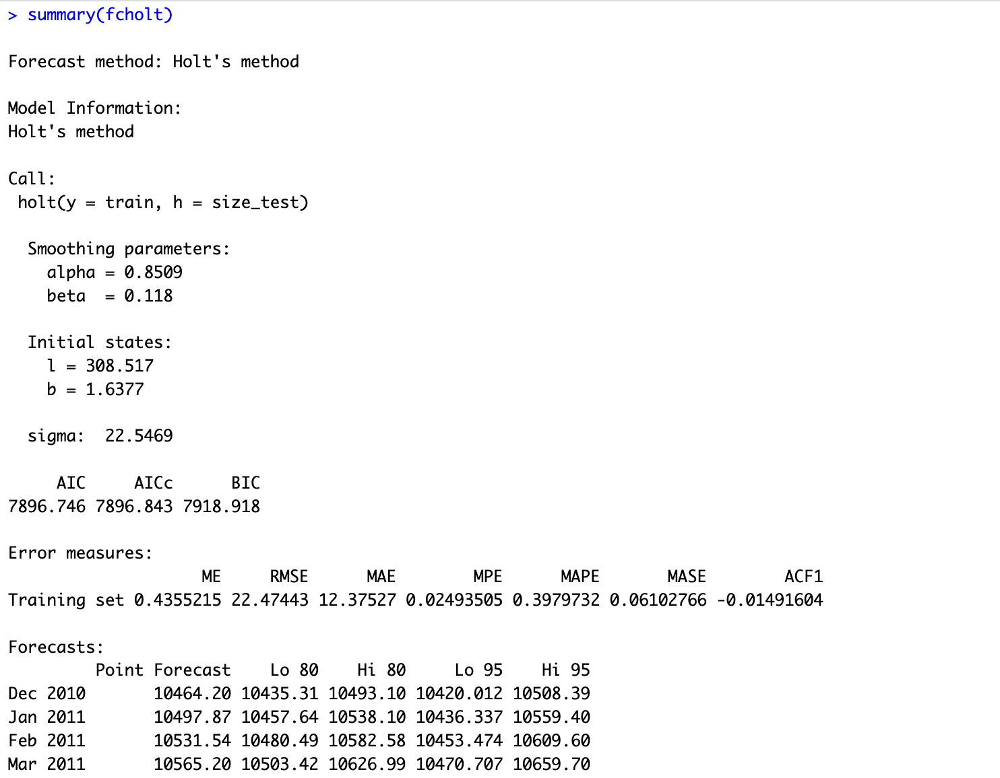 > summary(fcholt)
Forecast method: Holt's method
Model Information:
Holt's method
Call:
 holt(y = train, h = size_test)
  Smoothing parameters:
    alpha = 0.8509
    beta  = 0.118
  Initial states:
    l = 308.517
    b = 1.6377
  sigma:  22.5469
     AIC     AICc      BIC
7896.746 7896.843 7918.918
Error measures:
                    ME     RMSE      MAE        MPE      MAPE       MASE        ACF1
Training set 0.4355215 22.47443 12.37527 0.02493505 0.3979732 0.06102766 -0.01491604
Forecasts:
         Point Forecast    Lo 80    Hi 80     Lo 95    Hi 95
Dec 2010       10464.20 10435.31 10493.10 10420.012 10508.39
Jan 2011       10497.87 10457.64 10538.10 10436.337 10559.40
Feb 2011       10531.54 10480.49 10582.58 10453.474 10609.60
Mar 2011       10565.20 10503.42 10626.99 10470.707 10659.70